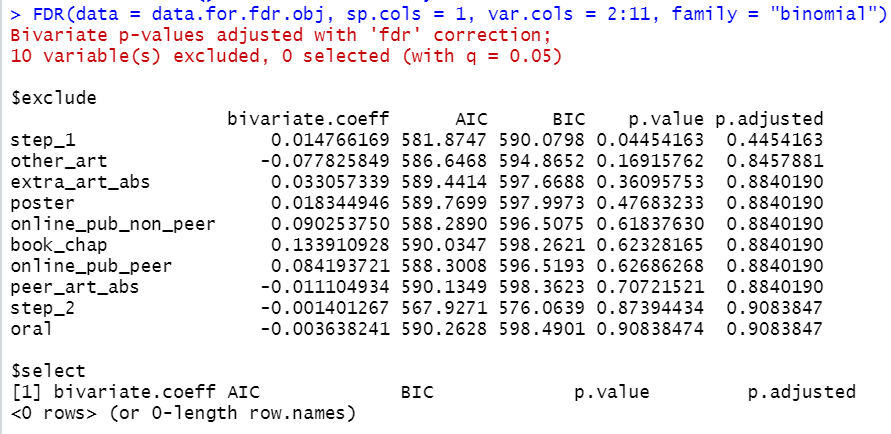 > FDR(data = data.for.fdr.obj, sp.cols = 1, var.cols = 2:11, family = "binomial")
Bivariate p-values adjusted with 'fdr' correction;
10 variable(s) excluded, 0 selected (with q = 0.05)
$exclude
bivariate.coeff AIC BIC p.value p.adjusted
step_1 0.014766169 581.8747 590.0798 0.04454163 0.4454163
other_art -0.077825849 586.6468 594.8652 0.16915762 0.8457881
extra_art_abs 0.033057339 589.4414 597.6688 0.36095753 0.8840190
poster 0.018344946 589.7699 597.9973 0.47683233 0.8840190
online_pub_non_peer 0.090253750 588.2890 596.5075 0.61837630 0.8840190
book_chap 0.133910928 590.0347 598.2621 0.62328165 0.8840190
online_pub_peer 0.084193721 588.3008 596.5193 0.62686268 0.8840190
peer_art_abs -0.011104934 590.1349 598.3623 0.70721521 0.8840190
step_2 -0.001401267 567.9271 576.0639 0.87394434 0.9083847
oral -0.003638241 590.2628 598.4901 0.90838474 0.9083847
$select
[1] bivariate.coeff AIC BIC p.value p.adjusted
<0 rows> (or 0-length row.names)